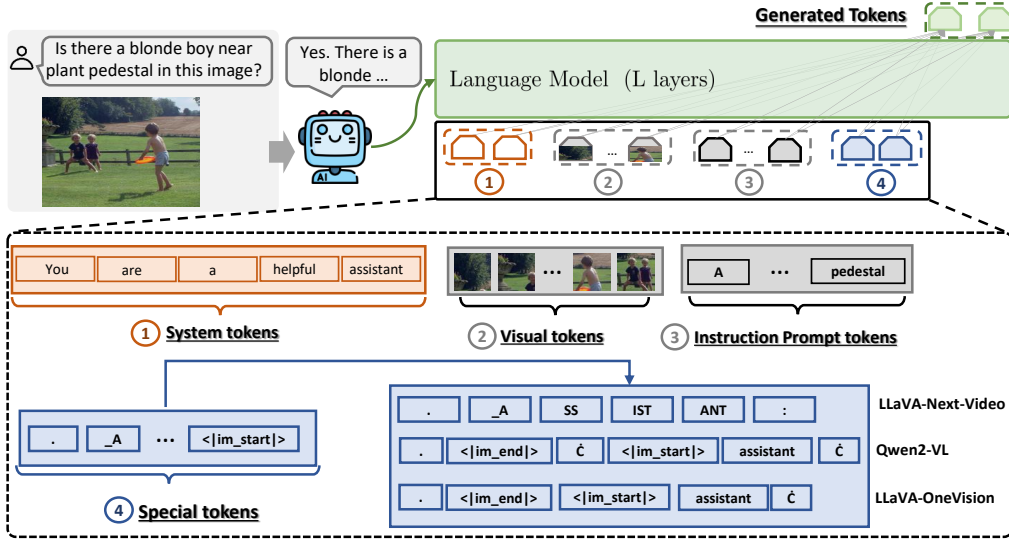 Generated Tokens
Is there a blonde boy near
plant pedestal in this image?
Yes. There is a
blonde ...
AI
Language Model (L layers)
... ...
1 2 3 4
You are a helpful assistant
... 
A ... pedestal
1 System tokens
2 Visual tokens
3 Instruction Prompt tokens
. _A SS IST ANT : LLaVA-Next-Video
. _A ... <|im_start|>
. <|im_end|> Ċ <|im_start|> assistant Ċ Qwen2-VL
. <|im_end|> <|im_start|> assistant Ċ LLaVA-OneVision
4 Special tokens